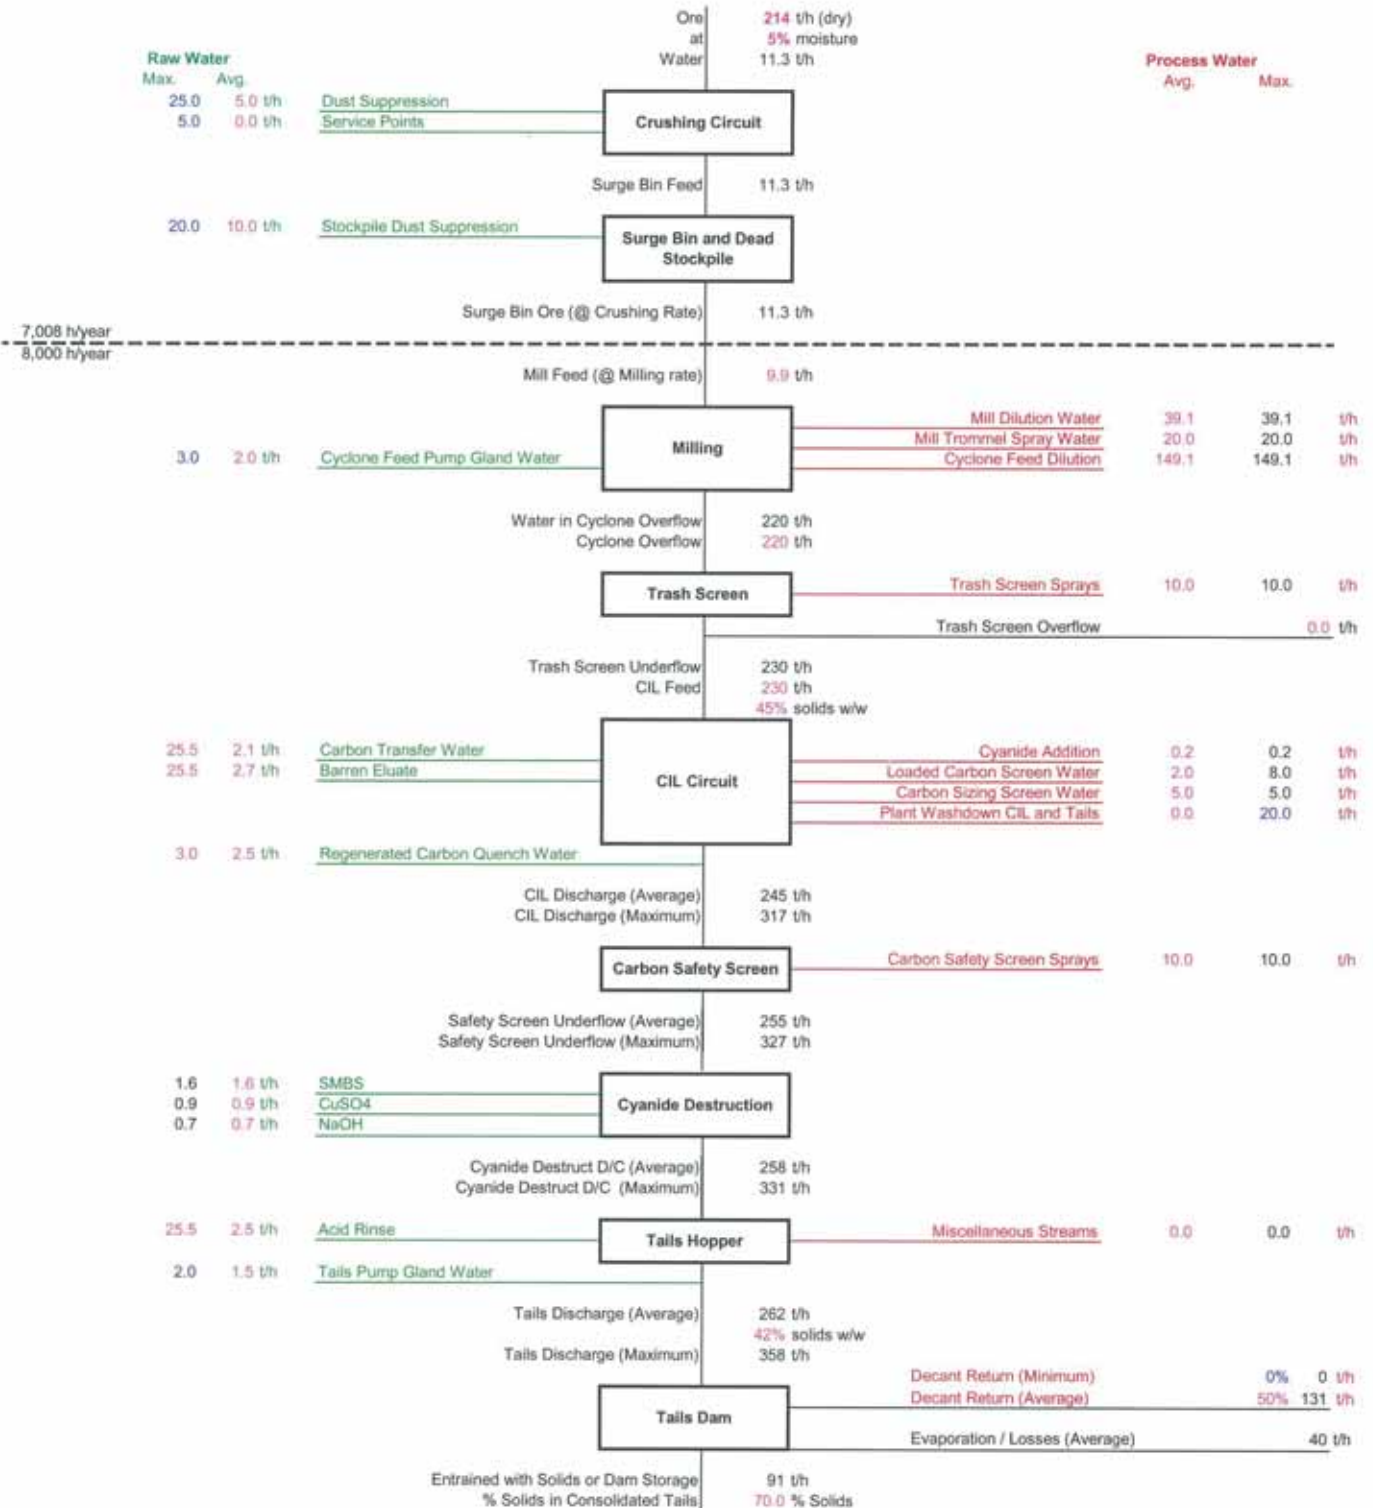 Ore 214 t/h (dry)
at 5% moisture
Raw Water Water 11.3 t/h Process Water
Max. Avg. Avg. Max.
25.0 5.0 t/h Dust Suppression
Crushing Circuit
5.0 0.0 t/h Service Points
Surge Bin Feed 11.3 t/h
20.0 10.0 t/h Stockpile Dust Suppression
Surge Bin and Dead
Stockpile
Surge Bin Ore (@ Crushing Rate) 11.3 t/h
7,008 h/year
8,000 h/year
Mill Feed (@ Milling rate) 9.9 t/h
Mill Dilution Water 39.1 39.1 t/h
Milling
Mill Trommel Spray Water 20.0 20.0 t/h
3.0 2.0 t/h Cyclone Feed Pump Gland Water Cyclone Feed Dilution 149.1 149.1 t/h
Water in Cyclone Overflow 220 t/h
Cyclone Overflow 220 t/h
Trash Screen Trash Screen Sprays 10.0 10.0 t/h
Trash Screen Overflow 0.0 t/h
Trash Screen Underflow 230 t/h
CIL Feed 230 t/h
45% solids w/w
25.5 2.1 t/h Carbon Transfer Water Cyanide Addition 0.2 0.2 t/h
25.5 2.7 t/h Barren Eluate CIL Circuit Loaded Carbon Screen Water 2.0 8.0 t/h
Carbon Sizing Screen Water 5.0 5.0 t/h
Plant Washdown CIL and Tails 0.0 20.0 t/h
3.0 2.5 t/h Regenerated Carbon Quench Water
CIL Discharge (Average) 245 t/h
CIL Discharge (Maximum) 317 t/h
Carbon Safety Screen Carbon Safety Screen Sprays 10.0 10.0 t/h
Safety Screen Underflow (Average) 255 t/h
Safety Screen Underflow (Maximum) 327 t/h
1.6 1.6 t/h SMBS
0.9 0.9 t/h CuSO4 Cyanide Destruction
0.7 0.7 t/h NaOH
Cyanide Destruct D/C (Average) 258 t/h
Cyanide Destruct D/C (Maximum) 331 t/h
25.5 2.5 t/h Acid Rinse Tails Hopper Miscellaneous Streams 0.0 0.0 t/h
2.0 1.5 t/h Tails Pump Gland Water
Tails Discharge (Average) 262 t/h
42% solids w/w
Tails Discharge (Maximum) 358 t/h
Decant Return (Minimum) 0% 0 t/h
Decant Return (Average) 50% 131 t/h
Tails Dam
Evaporation / Losses (Average) 40 t/h
Entrained with Solids or Dam Storage 91 t/h
% Solids in Consolidated Tails 70.0 % Solids